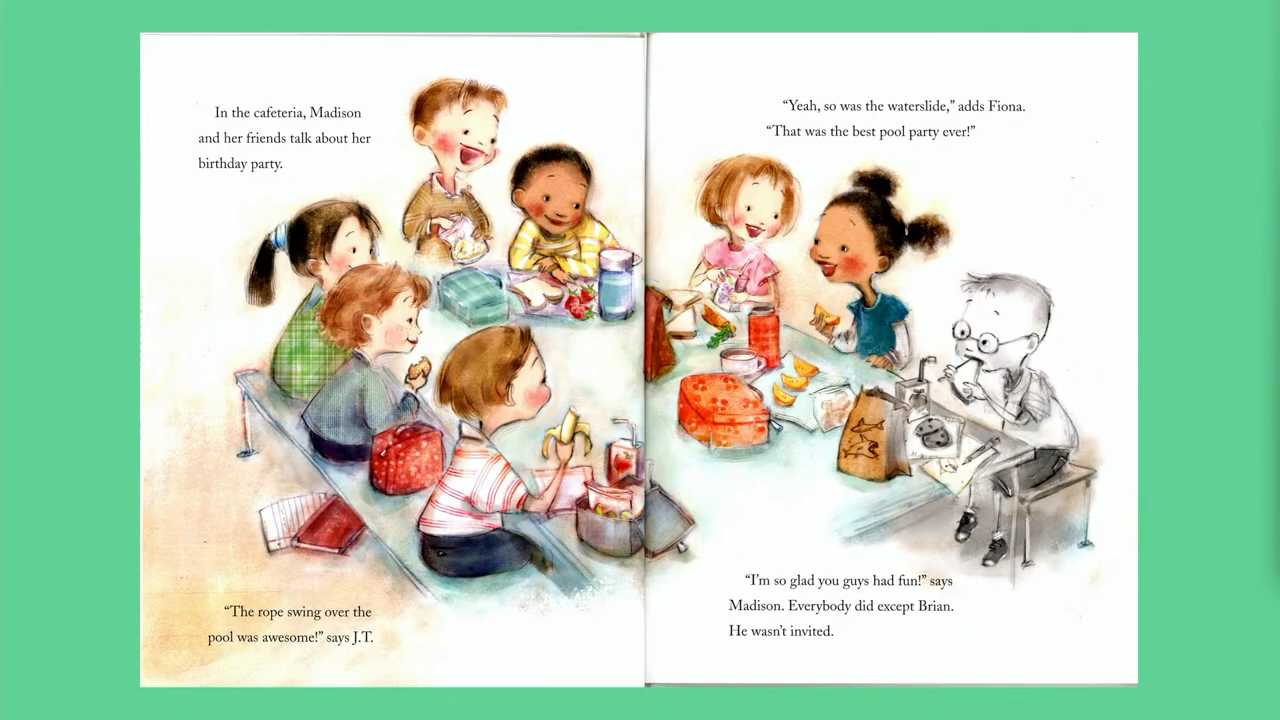 In the cafeteria, Madison
and her friends talk about her
birthday party.
“The rope swing over the
pool was awesome!” says J.T.
“Yeah, so was the waterslide,” adds Fiona.
“That was the best pool party ever!”
“I’m so glad you guys had fun!” says
Madison. Everybody did except Brian.
He wasn’t invited.